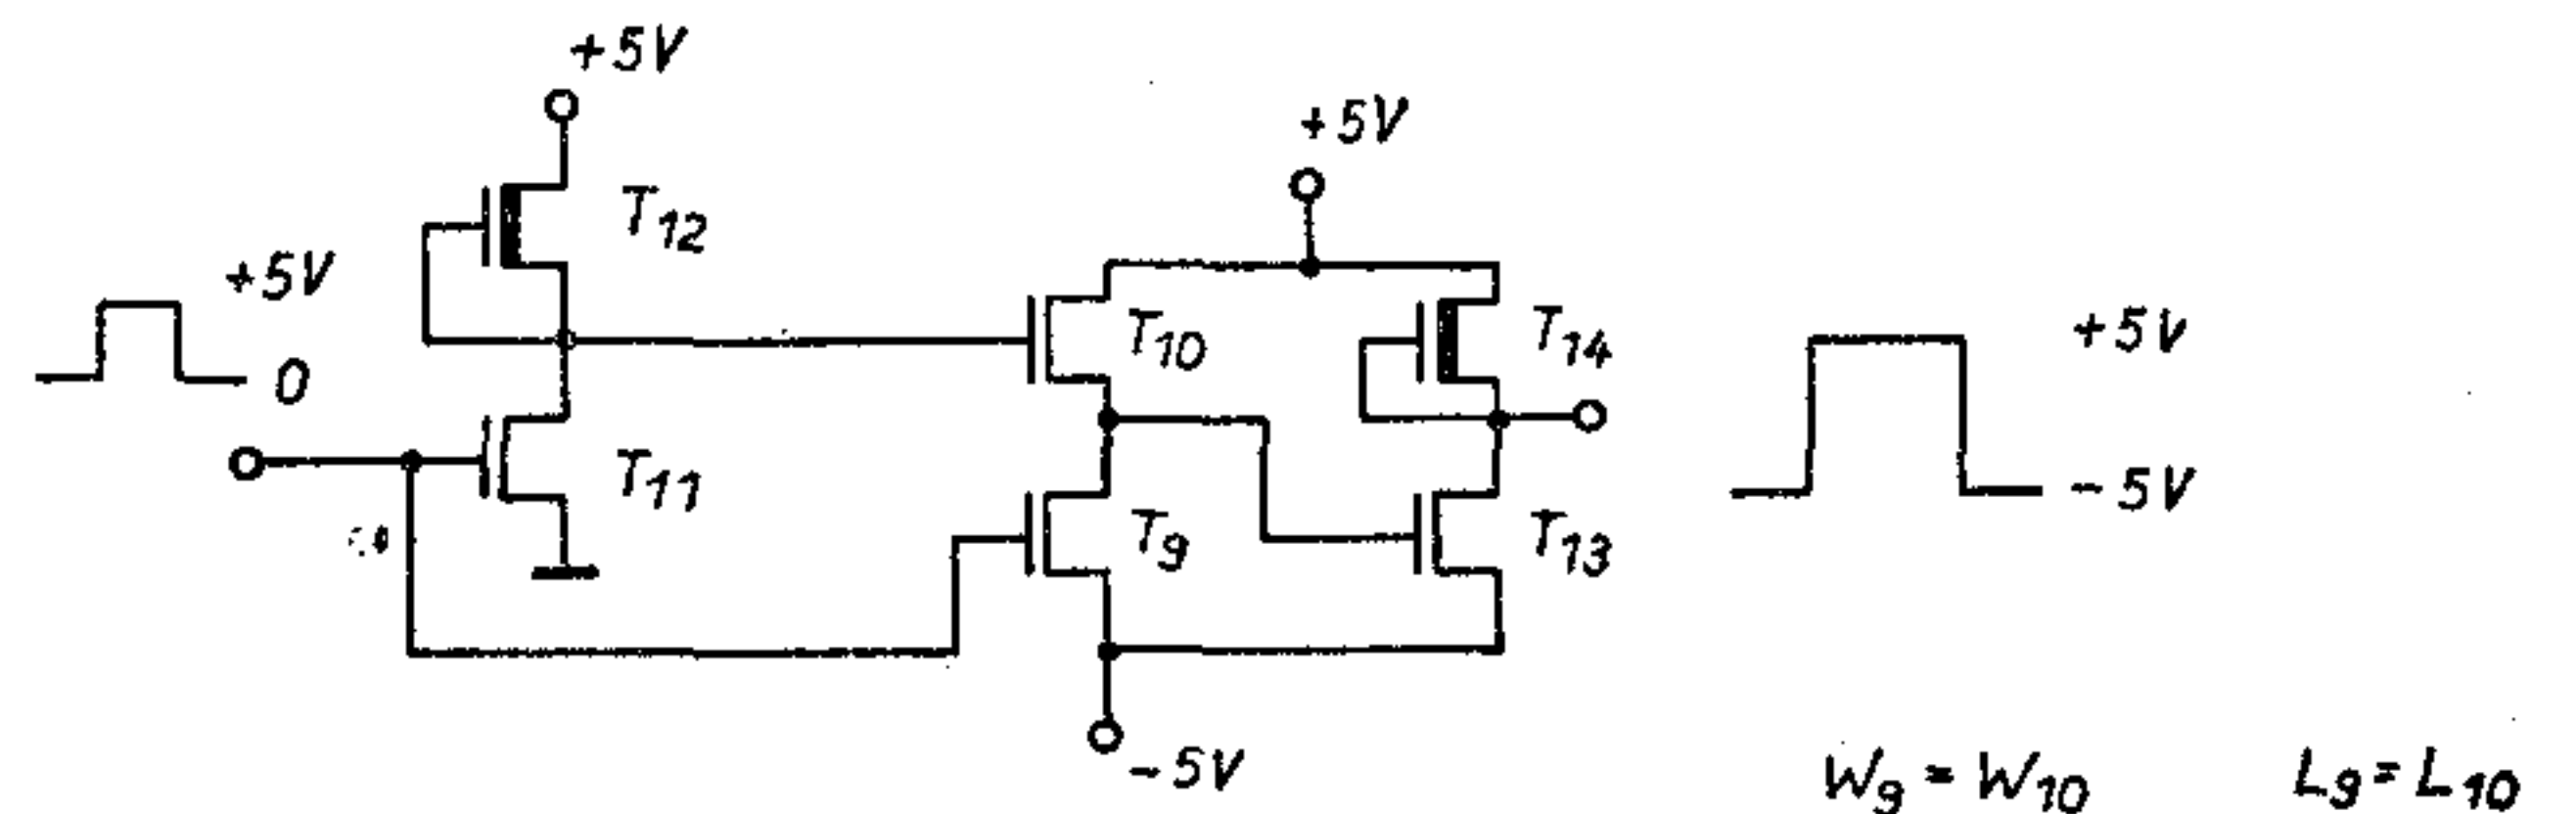 +5V
+5V
T12
+5V
T10
T14
+5V
0
T11
T9
T13
-5V
-5V
W9 = W10
L9 = L10